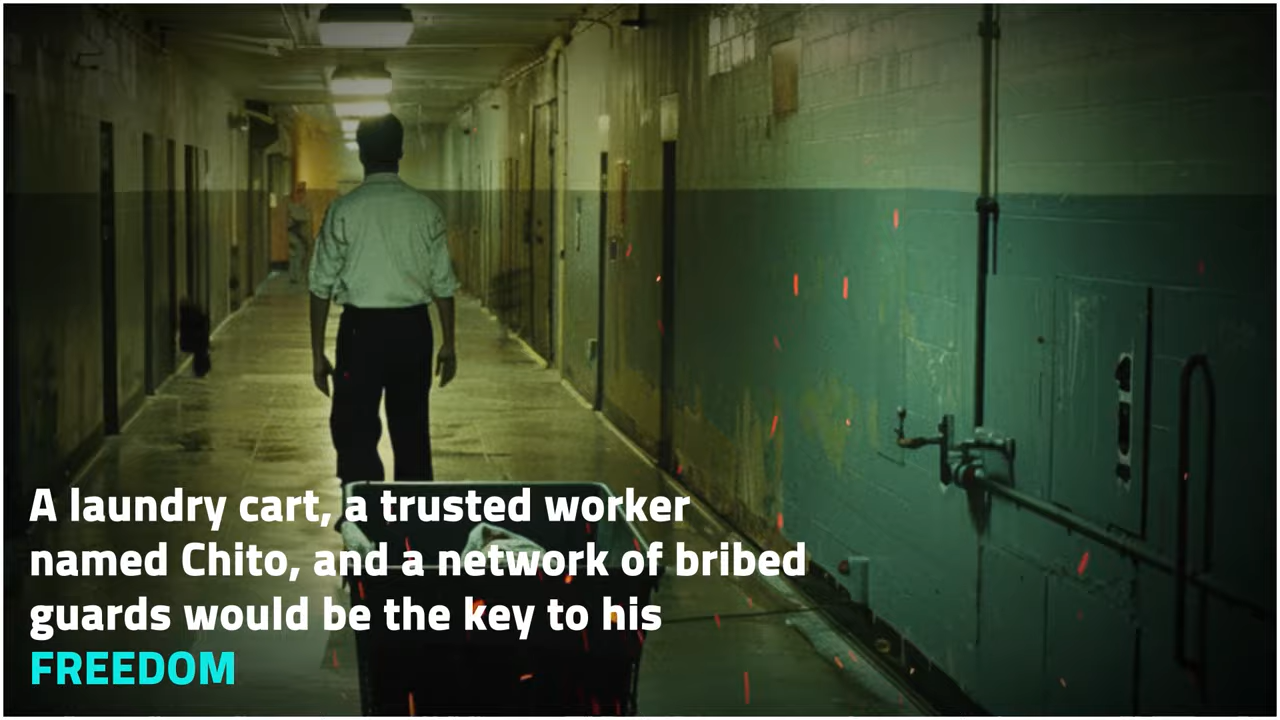 A laundry cart, a trusted worker
named Chito, and a network of bribed
guards would be the key to his
FREEDOM